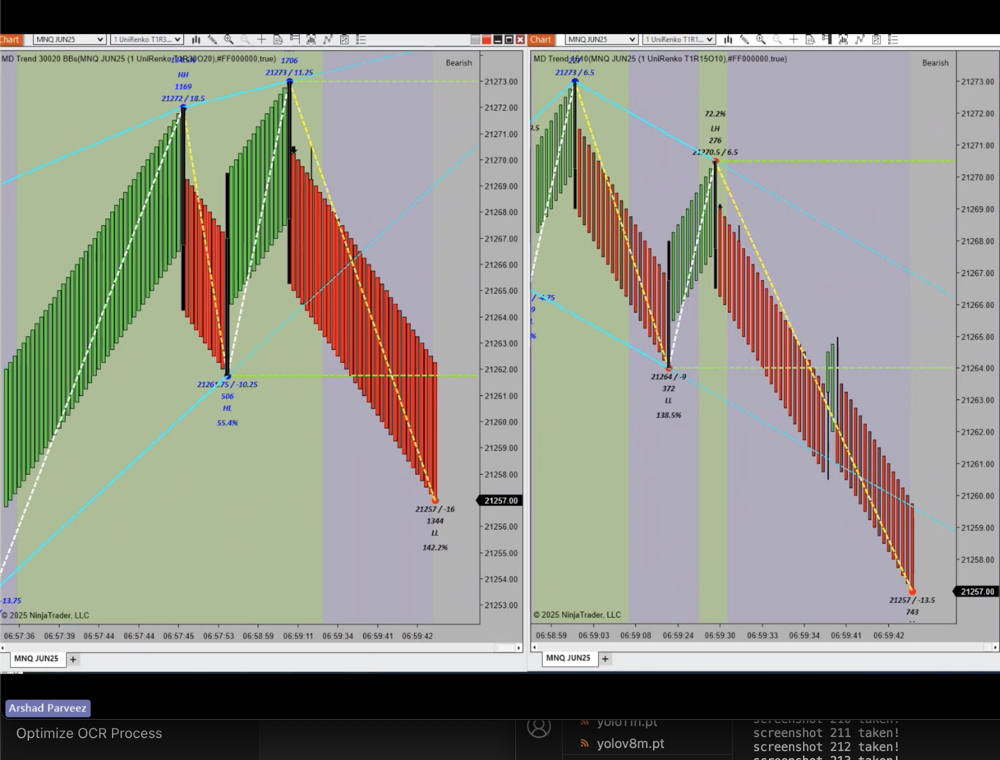 Chart
MNQ JUN25
1 UniRenko T1R3...
Chart
MNQ JUN25
1 UniRenko T1R1...
MD Trend 30020 BBs(MNQ JUN25 (1 UniRenko T1R30O20),#FF000000,true)
Bearish
HH
1169
21272 / 18.5
1706
21273 / 11.25
21261.75 / -10.25
506
HL
55.4%
21257 / -16
1344
LL
142.2%
-13.75
21273.00
21272.00
21271.00
21270.00
21269.00
21268.00
21267.00
21266.00
21265.00
21264.00
21263.00
21262.00
21261.00
21260.00
21259.00
21258.00
21257.00
21256.00
21255.00
21254.00
21253.00
© 2025 NinjaTrader, LLC
06:57:36 06:57:39 06:57:44 06:57:44 06:57:45 06:57:53 06:58:59 06:59:11 06:59:34 06:59:41 06:59:42
MNQ JUN25 +
(MNQ JUN25 (1 UniRenko T1R15O10),#FF000000,true)
Bearish
21273 / 6.5
9.5
72.2%
LH
276
21270.5 / 6.5
/ -4.75
9
L
%
21264 / -9
372
LL
138.5%
21257 / -13.5
743
21273.00
21272.00
21271.00
21270.00
21269.00
21268.00
21267.00
21266.00
21265.00
21264.00
21263.00
21262.00
21261.00
21260.00
21259.00
21258.00
21257.00
© 2025 NinjaTrader, LLC
06:58:59 06:59:03 06:59:08 06:59:24 06:59:30 06:59:33 06:59:34 06:59:41 06:59:42
MNQ JUN25 +
Arshad Parveez
Optimize OCR Process
yolo11n.pt
yolov8m.pt
screenshot 210 taken!
screenshot 211 taken!
screenshot 212 taken!
screenshot 213 taken!